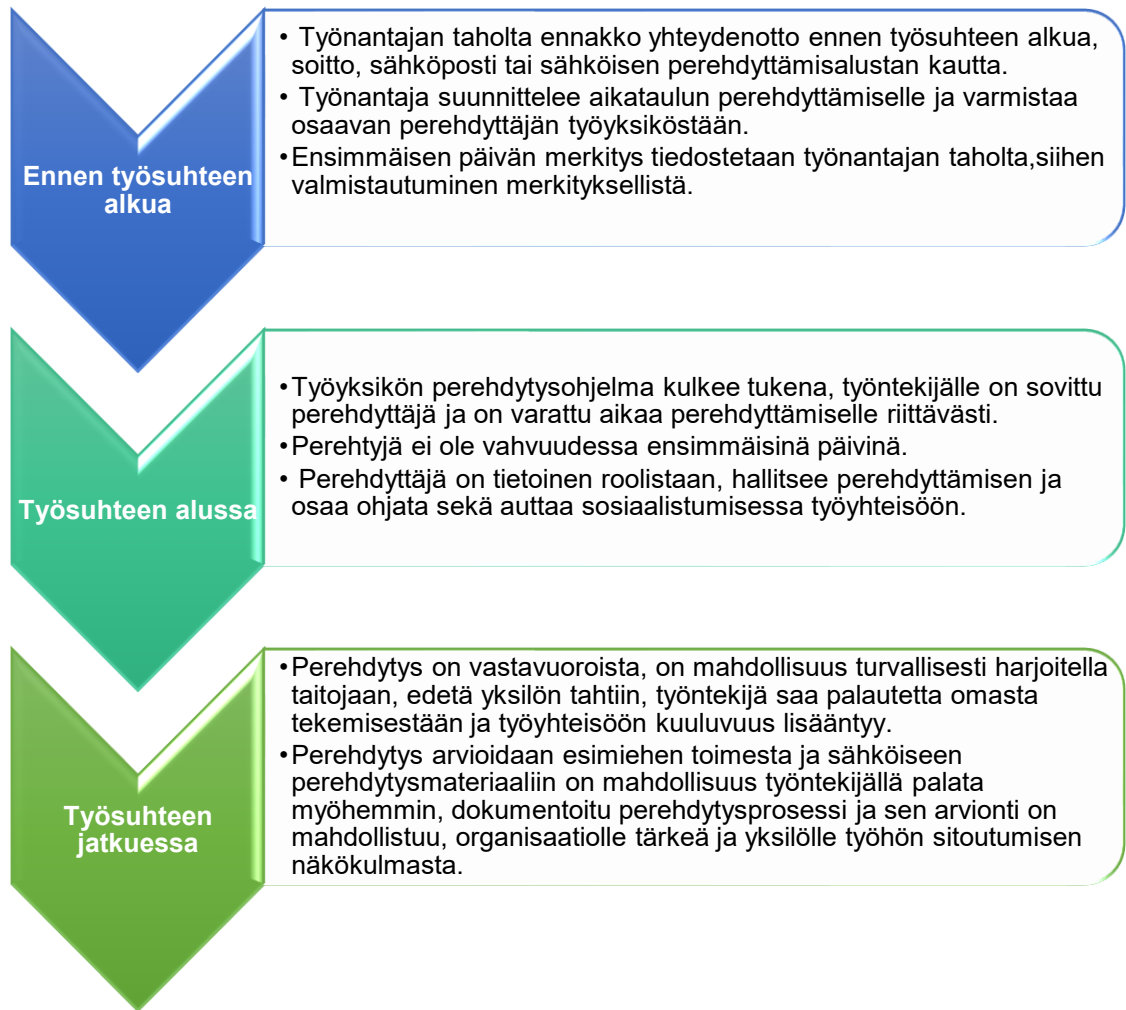 • Työnantajan taholta ennakko yhteydenotto ennen työsuhteen alkua,
soitto, sähköposti tai sähköisen perehdyttämisalustan kautta.
• Työnantaja suunnittelee aikataulun perehdyttämiselle ja varmistaa
osaavan perehdyttäjän työyksiköstään.
•Ensimmäisen päivän merkitys tiedostetaan työnantajan taholta,siihen
valmistautuminen merkityksellistä.
Ennen työsuhteen
alkua
•Työyksikön perehdytysohjelma kulkee tukena, työntekijälle on sovittu
perehdyttäjä ja on varattu aikaa perehdyttämiselle riittävästi.
•Perehtyjä ei ole vahvuudessa ensimmäisinä päivinä.
• Perehdyttäjä on tietoinen roolistaan, hallitsee perehdyttämisen ja
osaa ohjata sekä auttaa sosiaalistumisessa työyhteisöön.
Työsuhteen alussa
•Perehdytys on vastavuoroista, on mahdollisuus turvallisesti harjoitella
taitojaan, edetä yksilön tahtiin, työntekijä saa palautetta omasta
tekemisestään ja työyhteisöön kuuluvuus lisääntyy.
•Perehdytys arvioidaan esimiehen toimesta ja sähköiseen
perehdytysmateriaaliin on mahdollisuus työntekijällä palata
myöhemmin, dokumentoitu perehdytysprosessi ja sen arvionti on
mahdollistuu, organisaatiolle tärkeä ja yksilölle työhön sitoutumisen
näkökulmasta.
Työsuhteen
jatkuessa